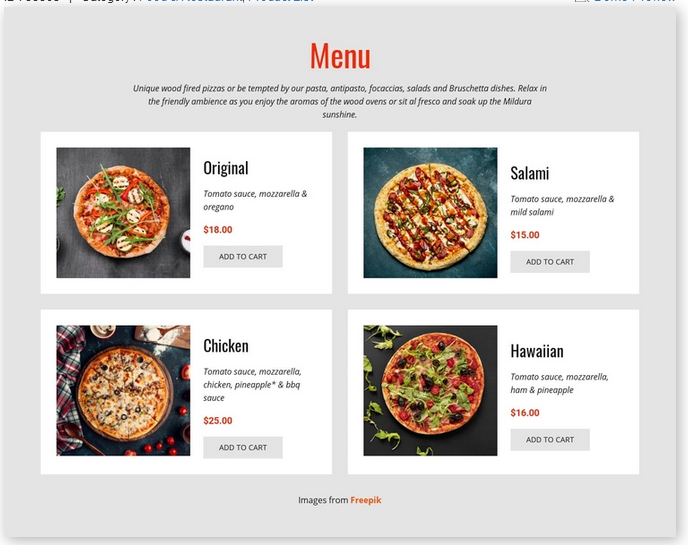 Menu
Unique wood fired pizzas or be tempted by our pasta, antipasto, focaccias, salads and Bruschetta dishes. Relax in
the friendly ambience as you enjoy the aromas of the wood ovens or sit al fresco and soak up the Mildura
sunshine.
Original
Tomato sauce, mozzarella &
oregano
$18.00
ADD TO CART
Salami
Tomato sauce, mozzarella &
mild salami
$15.00
ADD TO CART
Chicken
Tomato sauce, mozzarella,
chicken, pineapple* & bbq
sauce
$25.00
ADD TO CART
Hawaiian
Tomato sauce, mozzarella,
ham & pineapple
$16.00
ADD TO CART
Images from Freepik